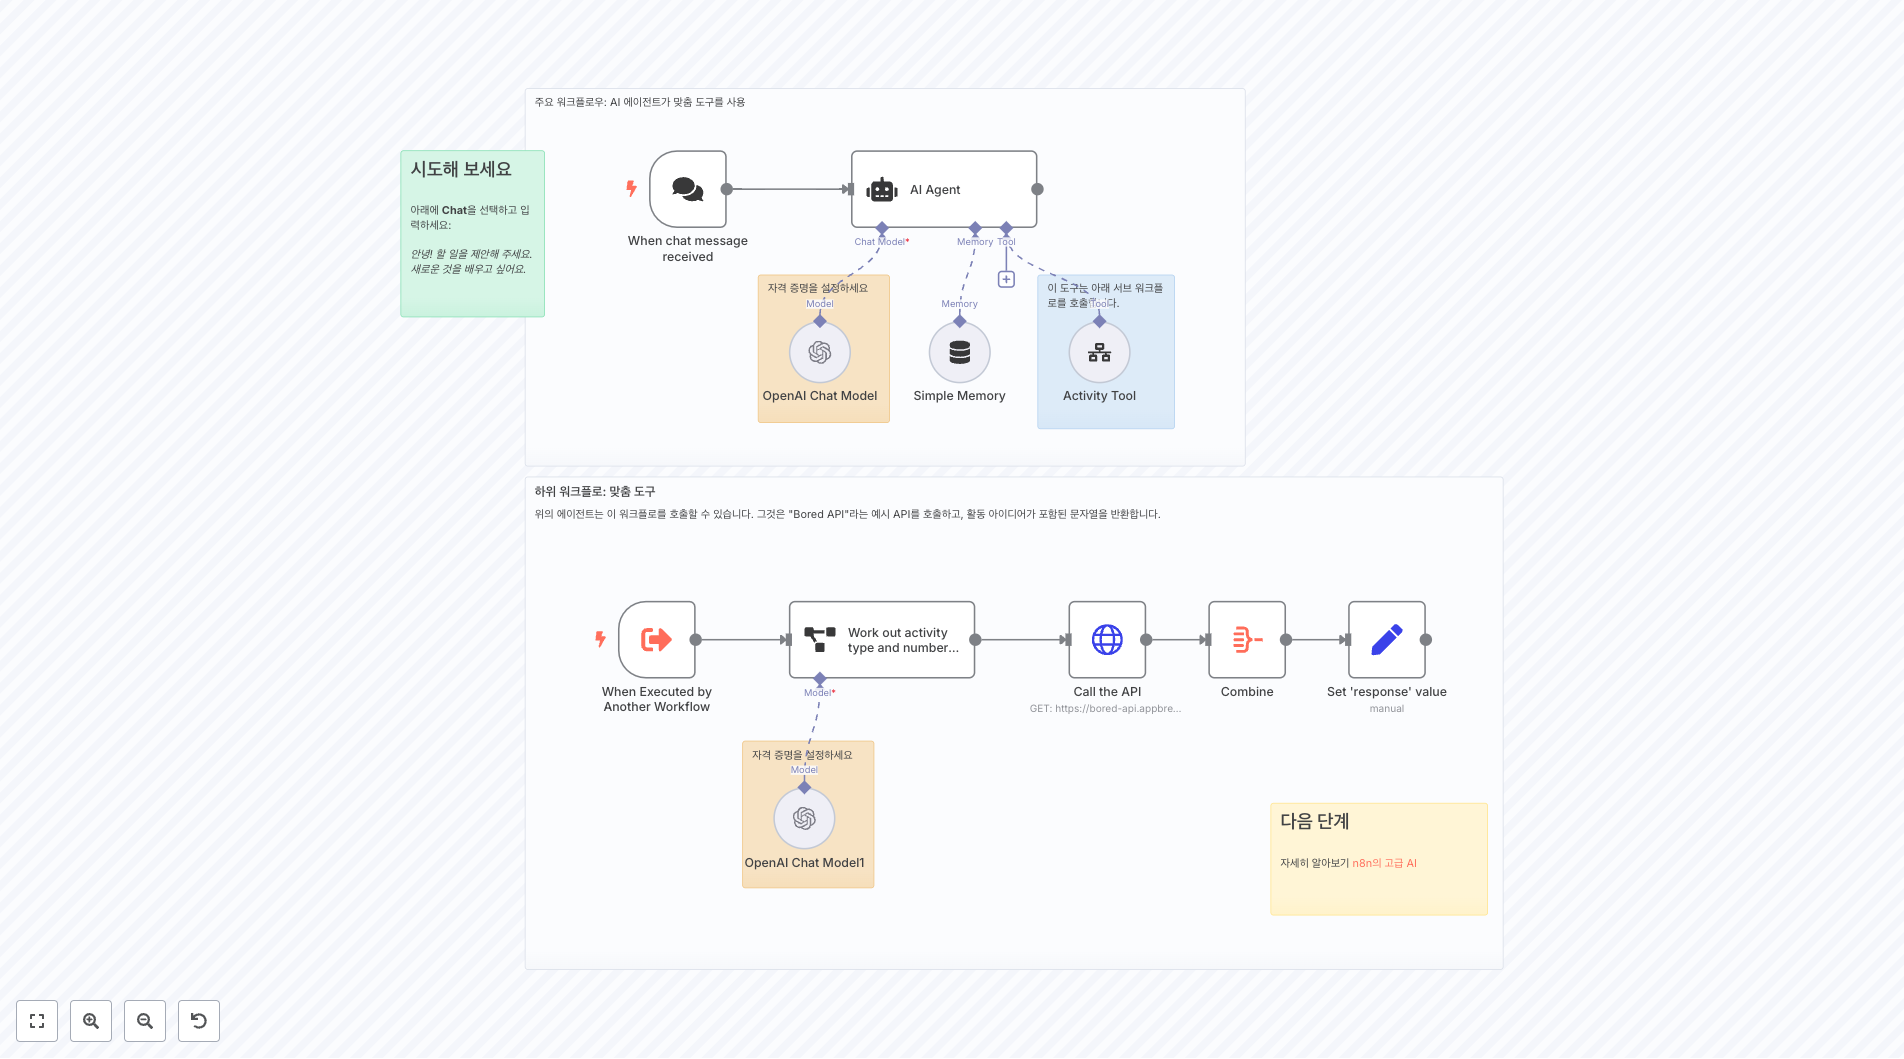 주요 워크플로우: AI 에이전트가 맞춤 도구를 사용
시도해 보세요
아래에 Chat을 선택하고 입
력하세요:
안녕! 할 일을 제안해 주세요.
새로운 것을 배우고 싶어요.
When chat message
received
AI Agent
Chat Model*
Memory
Tool
자격 증명을 설정하세요
Model
OpenAI Chat Model
Memory
Simple Memory
이 도구는 아래 서브 워크플
로를 호출합니다.
Tool
Activity Tool
하위 워크플로: 맞춤 도구
위의 에이전트는 이 워크플로를 호출할 수 있습니다. 그것은 "Bored API"라는 예시 API를 호출하고, 활동 아이디어가 포함된 문자열을 반환합니다.
When Executed by
Another Workflow
Work out activity
type and number...
Model*
Call the API
GET: https://bored-api.appbre...
Combine
Set 'response' value
manual
자격 증명을 설정하세요
Model
OpenAI Chat Model1
다음 단계
자세히 알아보기 n8n의 고급 AI